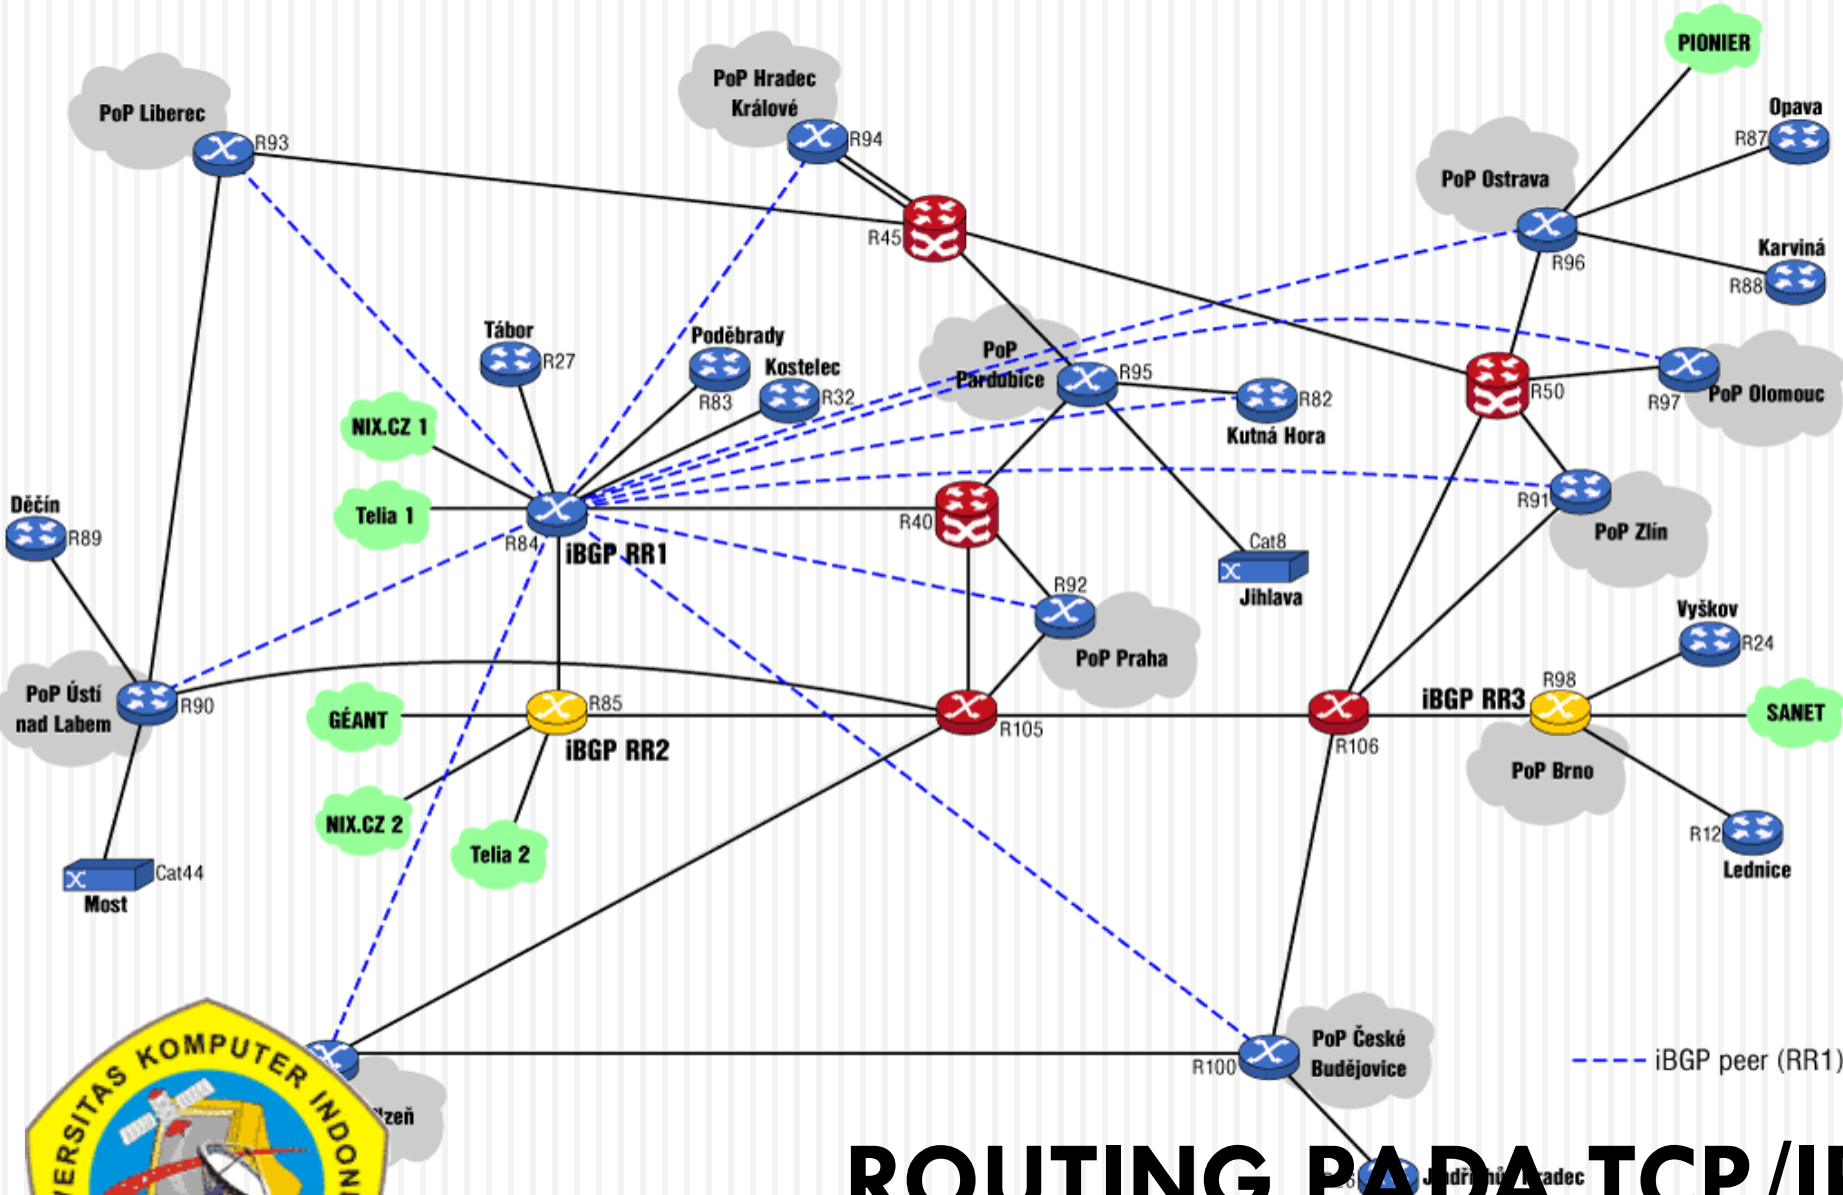 PIONIER
PoP Hradec
Králové
PoP Liberec
R93
R94
Opava
R87
PoP Ostrava
R45
R96
Karviná
R88
Tábor
R27
Poděbrady
R83
Kostelec
R32
PoP
Pardubice
R95
R82
Kutná Hora
R50
R97
PoP Olomouc
NIX.CZ 1
Telia 1
R84
iBGP RR1
R40
R91
PoP Zlín
Děčín
R89
Cat8
Jihlava
R92
PoP Praha
Vyškov
R24
PoP Ústí
nad Labem
R90
GÉANT
R85
iBGP RR2
R105
R106
iBGP RR3
R98
SANET
PoP Brno
NIX.CZ 2
Telia 2
R12
Lednice
Cat44
Most
PoP České
Budějovice
R100
iBGP peer (RR1)
KOMPUTER
ROUTING PADA TCP/I